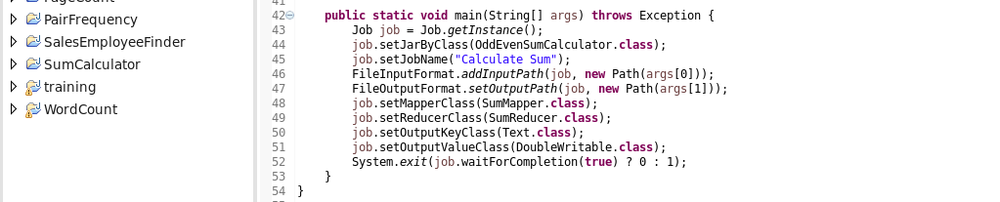 PageCount
PairFrequency
SalesEmployeeFinder
SumCalculator
training
WordCount
41
42 public static void main(String[] args) throws Exception {
43 Job job = Job.getInstance();
44 job.setJarByClass(OddEvenSumCalculator.class);
45 job.setJobName("Calculate Sum");
46 FileInputFormat.addInputPath(job, new Path(args[0]));
47 FileOutputFormat.setOutputPath(job, new Path(args[1]));
48 job.setMapperClass(SumMapper.class);
49 job.setReducerClass(SumReducer.class);
50 job.setOutputKeyClass(Text.class);
51 job.setOutputValueClass(DoubleWritable.class);
52 System.exit(job.waitForCompletion(true) ? 0 : 1);
53 }
54 }